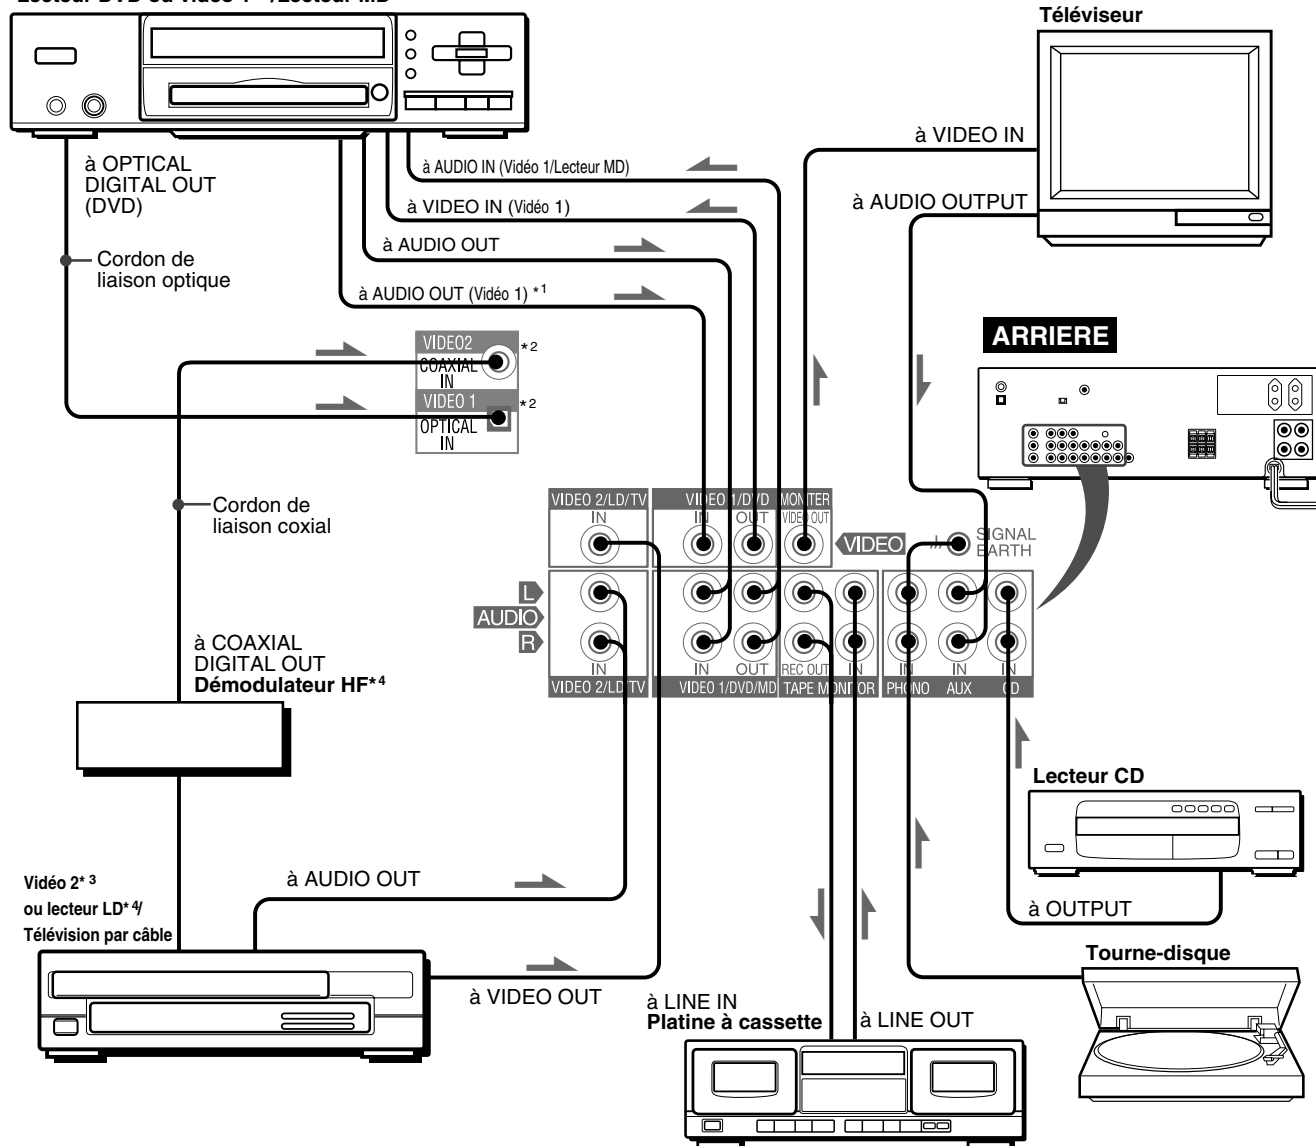 Lecteur DVD ou vidéo 1 /Lecteur MD
Téléviseur
à VIDEO IN
à AUDIO OUTPUT
à OPTICAL
DIGITAL OUT
(DVD)
à AUDIO IN (Vidéo 1/Lecteur MD)
à VIDEO IN (Vidéo 1)
à AUDIO OUT
Cordon de
liaison optique
à AUDIO OUT (Vidéo 1) *1
ARRIERE
VIDEO2 *2
COAXIAL
IN
VIDEO 1 *2
OPTICAL
IN
Cordon de
liaison coxial
VIDEO 2/LD/TV VIDEO 1/DVD MONITER
IN IN OUT VIDEO OUT
VIDEO
SIGNAL
EARTH
L
AUDIO
R
IN IN OUT REC OUT IN IN IN IN
VIDEO 2/LD/TV VIDEO 1/DVD/MD TAPE MONITOR PHONO AUX CD
à COAXIAL
DIGITAL OUT
Démodulateur HF*4
Lecteur CD
Vidéo 2*3
ou lecteur LD*4/
Télévision par câble
à AUDIO OUT
à OUTPUT
Tourne-disque
à VIDEO OUT
à LINE IN
Platine à cassette
à LINE OUT